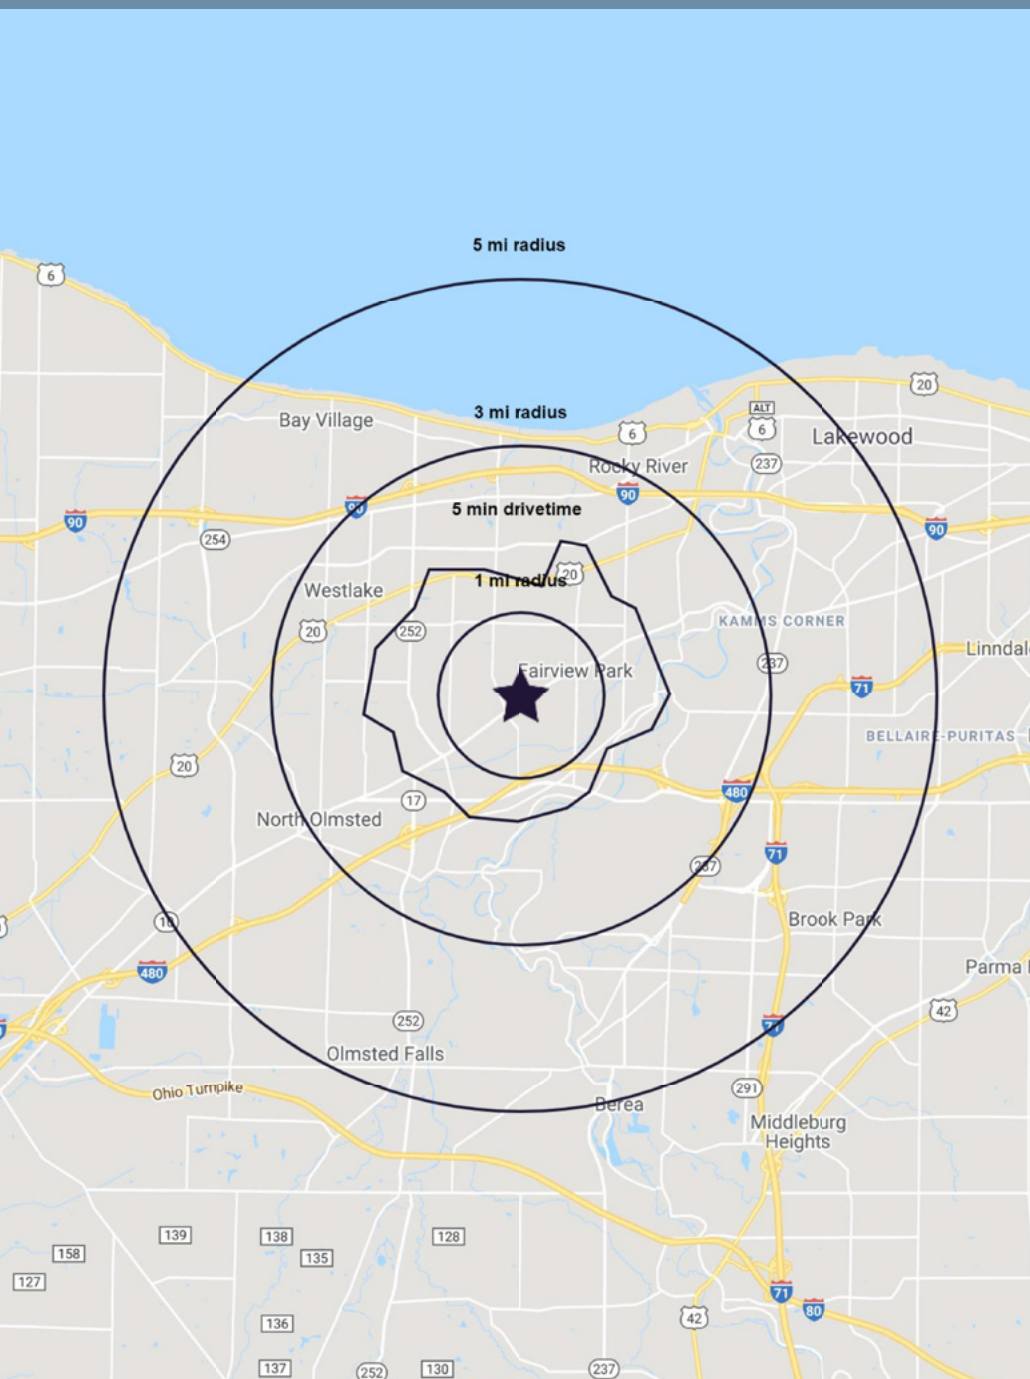 5 mi radius
6
20
3 mi radius
ALT
Bay Village
6
6
Lakewood
237
Rocky River
90
90
5 min drivetime
90
90
254
20
1 mi radius
Westlake
KAMMS CORNER
20
252
Linndal
237
Fairview Park
71
BELLAIRE-PURITAS
20
480
17
North Olmsted
71
237
Brook Park
10
Parma
480
42
252
71
Olmsted Falls
Ohio Turnpike
291
Berea
Middleburg
Heights
139
138
128
158
135
127
71
80
136
42
137
252
130
237